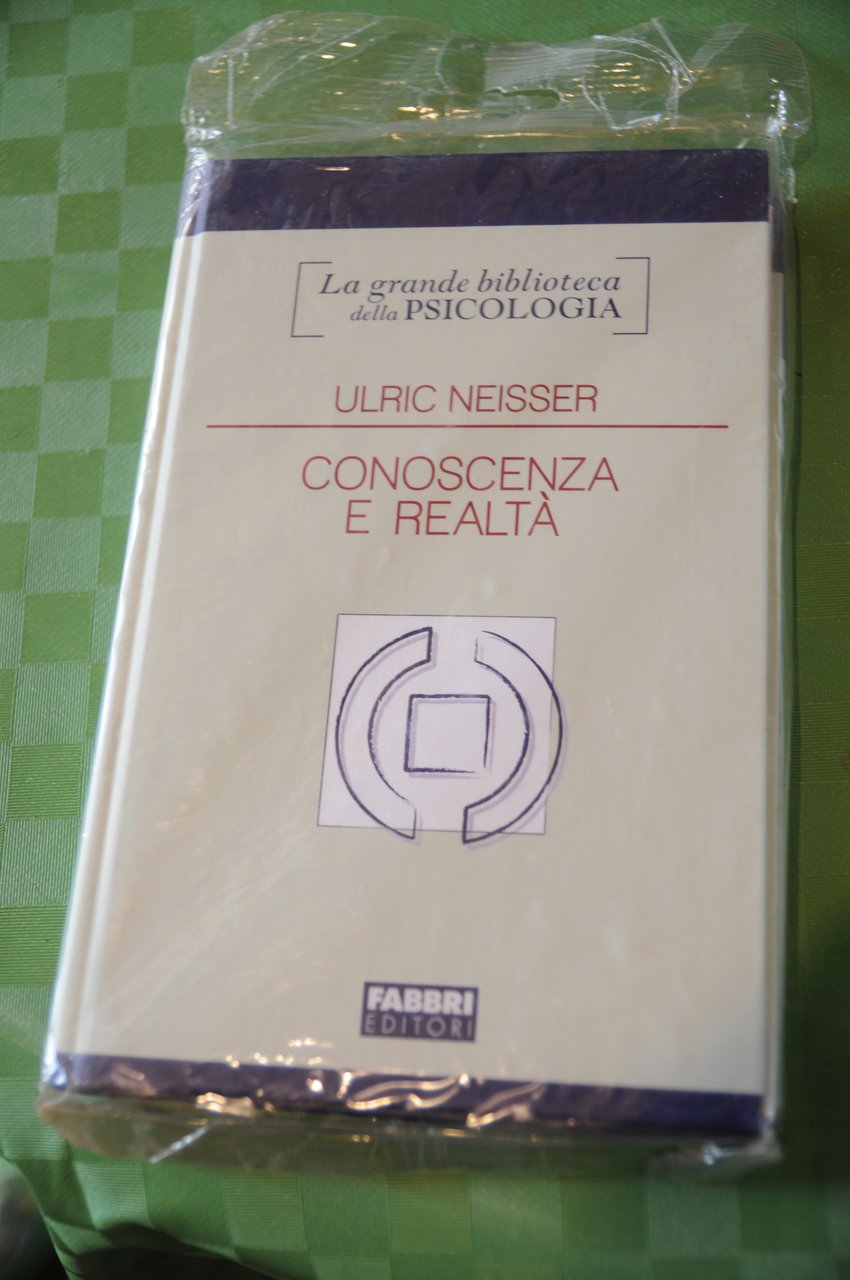 La grande biblioteca
della PSICOLOGIA
ULRIC NEISSER
CONOSCENZA
E REALTÀ
FABBRI
EDITORI